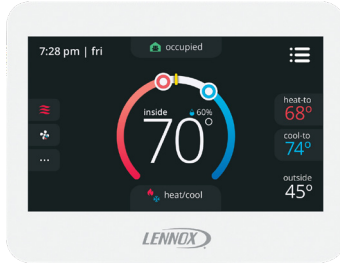 7:28 pm | fri
occupied
heat-to
68°
cool-to
74°
outside
45°
inside
60%
70°
heat/cool
LENNOX